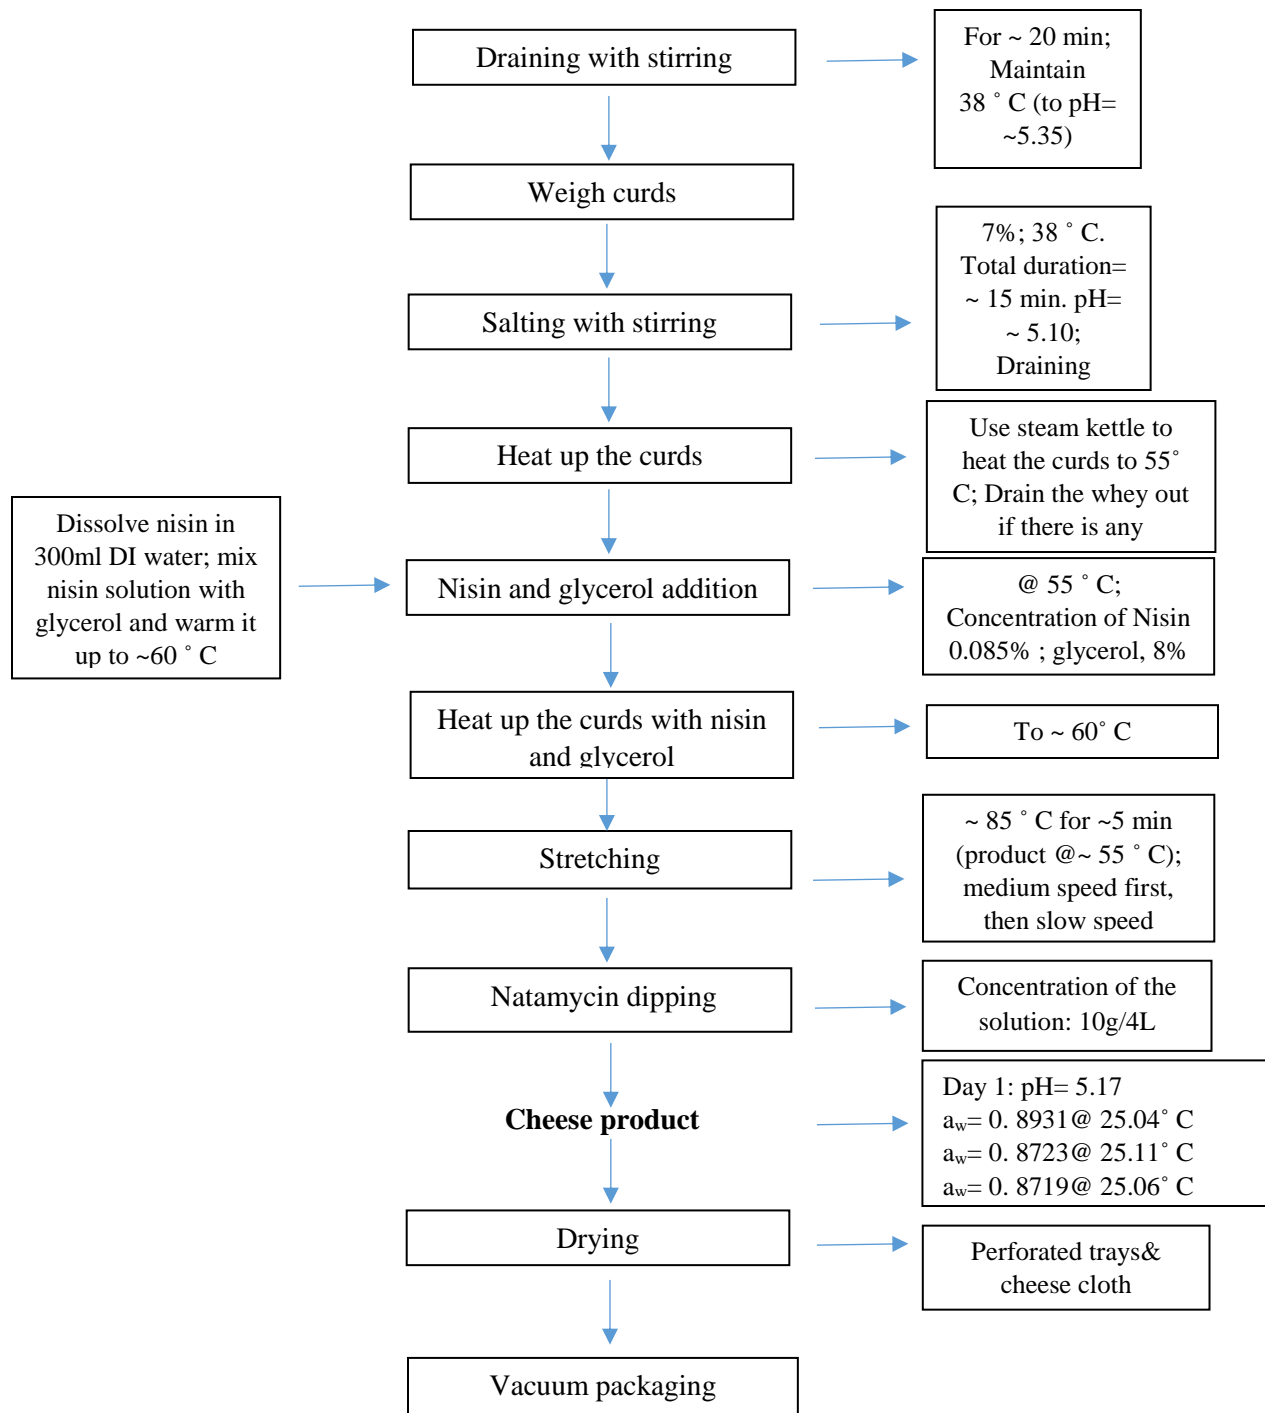 Draining with stirring
For ~ 20 min;
Maintain
38 ˚ C (to pH=
~5.35)
Weigh curds
Salting with stirring
7%; 38 ˚ C.
Total duration=
~ 15 min. pH=
~ 5.10;
Draining
Heat up the curds
Use steam kettle to
heat the curds to 55˚
C; Drain the whey out
if there is any
Dissolve nisin in
300ml DI water; mix
nisin solution with
glycerol and warm it
up to ~60 ˚ C
Nisin and glycerol addition
@ 55 ˚ C;
Concentration of Nisin
0.085% ; glycerol, 8%
Heat up the curds with nisin
and glycerol
To ~ 60˚ C
Stretching
~ 85 ˚ C for ~5 min
(product @~ 55 ˚ C);
medium speed first,
then slow speed
Natamycin dipping
Concentration of the
solution: 10g/4L
Cheese product
Day 1: pH= 5.17
aw= 0. 8931@ 25.04˚ C
aw= 0. 8723@ 25.11˚ C
aw= 0. 8719@ 25.06˚ C
Drying
Perforated trays&
cheese cloth
Vacuum packaging